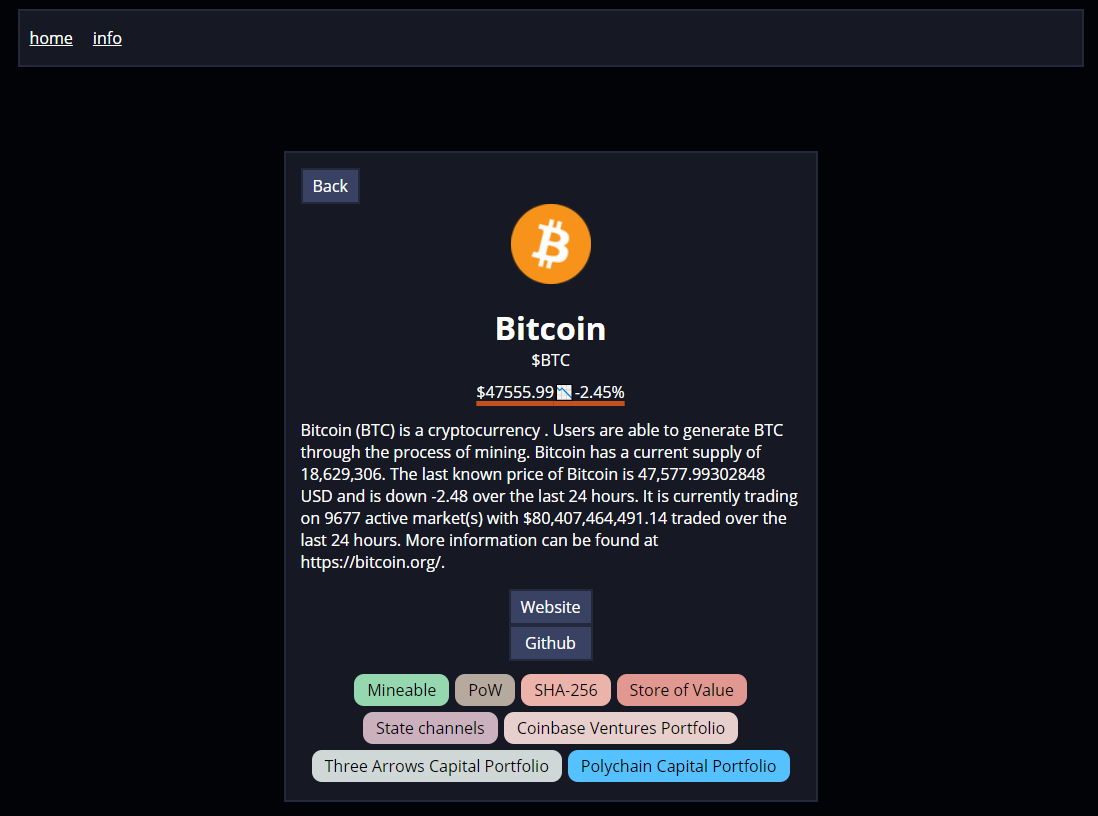 home info
Back
Bitcoin
$BTC
$47555.99📉-2.45%
Bitcoin (BTC) is a cryptocurrency . Users are able to generate BTC
through the process of mining. Bitcoin has a current supply of
18,629,306. The last known price of Bitcoin is 47,577.99302848
USD and is down -2.48 over the last 24 hours. It is currently trading
on 9677 active market(s) with $80,407,464,491.14 traded over the
last 24 hours. More information can be found at
https://bitcoin.org/.
Website
Github
Mineable PoW SHA-256 Store of Value
State channels Coinbase Ventures Portfolio
Three Arrows Capital Portfolio Polychain Capital Portfolio